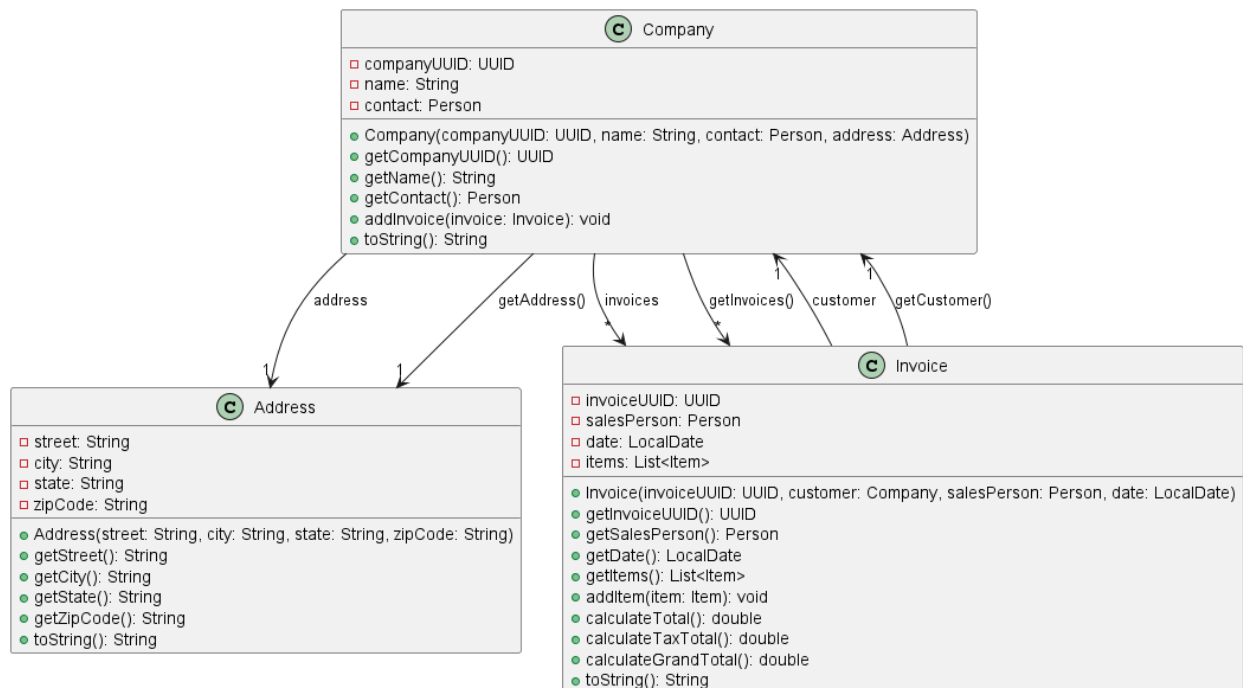 C Company
companyUUID: UUID
name: String
contact: Person
Company(companyUUID: UUID, name: String, contact: Person, address: Address)
getCompanyUUID(): UUID
getName(): String
getContact(): Person
addInvoice(invoice: Invoice): void
toString(): String
address
getAddress()
invoices
getInvoices()
customer
getCustomer()
1
1
*
*
1
1
C Address
street: String
city: String
state: String
zipCode: String
Address(street: String, city: String, state: String, zipCode: String)
getStreet(): String
getCity(): String
getState(): String
getZipCode(): String
toString(): String
C Invoice
invoiceUUID: UUID
salesPerson: Person
date: LocalDate
items: List<Item>
Invoice(invoiceUUID: UUID, customer: Company, salesPerson: Person, date: LocalDate)
getInvoiceUUID(): UUID
getSalesPerson(): Person
getDate(): LocalDate
getItems(): List<Item>
addItem(item: Item): void
calculateTotal(): double
calculateTaxTotal(): double
calculateGrandTotal(): double
toString(): String